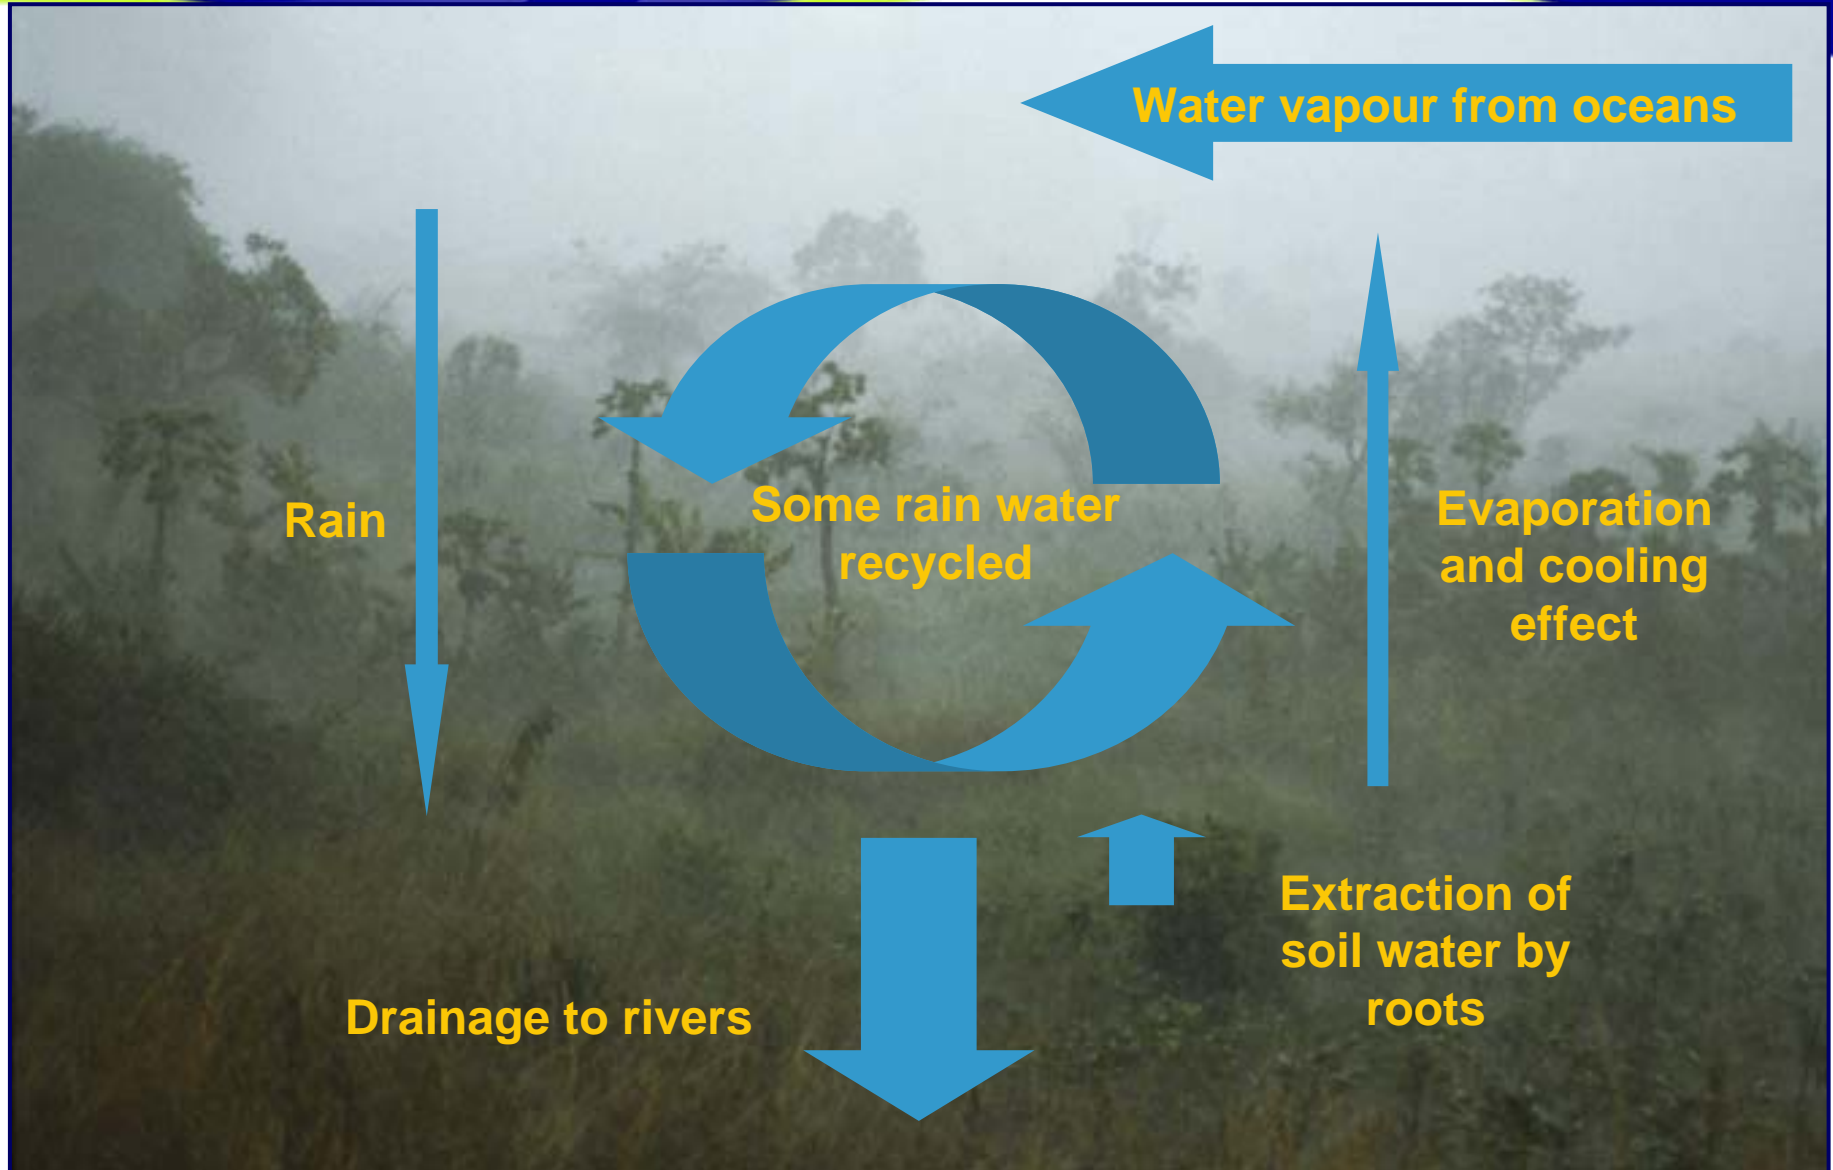 Water vapour from oceans
Rain
Some rain water
recycled
Evaporation
and cooling
effect
Extraction of
soil water by
roots
Drainage to rivers